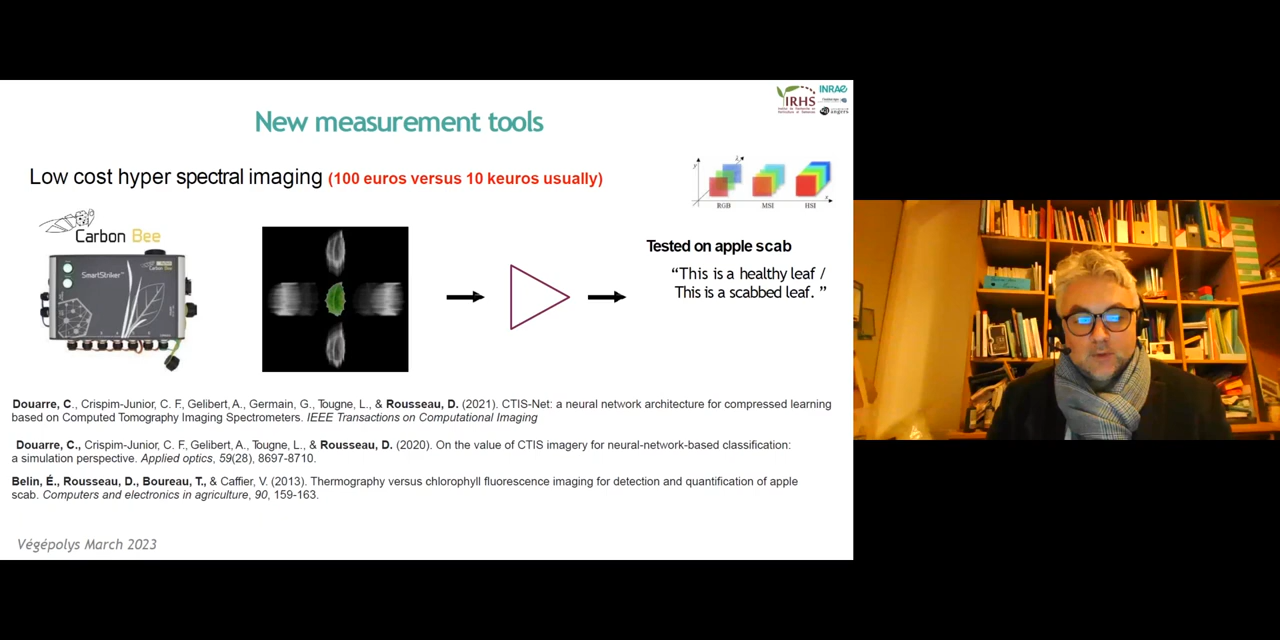 IRHS
INRAE
angers
New measurement tools
Low cost hyper spectral imaging (100 euros versus 10 keuros usually)
RGB
MSI
HSI
Carbon Bee
SmartStriker™
Carbon Bee
Tested on apple scab
“This is a healthy leaf /
This is a scabbed leaf. ”
Douarre, C., Crispim-Junior, C. F., Gelibert, A., Germain, G., Tougne, L., & Rousseau, D. (2021). CTIS-Net: a neural network architecture for compressed learning
based on Computed Tomography Imaging Spectrometers. IEEE Transactions on Computational Imaging
Douarre, C., Crispim-Junior, C. F., Gelibert, A., Tougne, L., & Rousseau, D. (2020). On the value of CTIS imagery for neural-network-based classification:
a simulation perspective. Applied optics, 59(28), 8697-8710.
Belin, É., Rousseau, D., Boureau, T., & Caffier, V. (2013). Thermography versus chlorophyll fluorescence imaging for detection and quantification of apple
scab. Computers and electronics in agriculture, 90, 159-163.
Végépolys March 2023